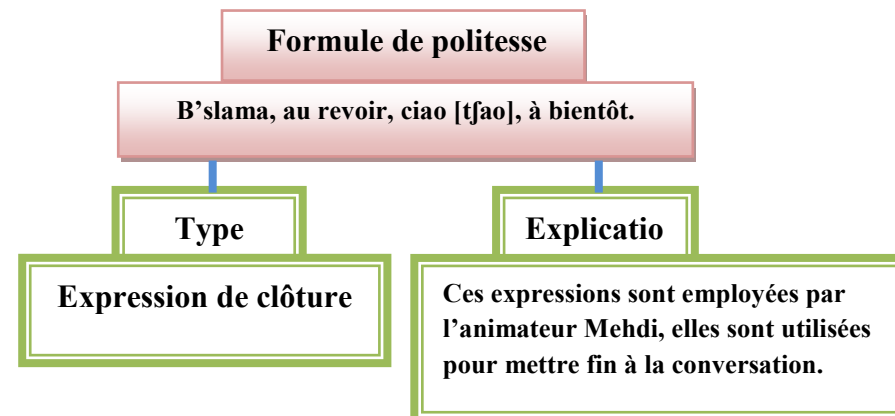 Formule de politesse
B’slama, au revoir, ciao [tʃao], à bientôt.
Type
Expression de clôture
Explicatio
Ces expressions sont employées par
l’animateur Mehdi, elles sont utilisées
pour mettre fin à la conversation.